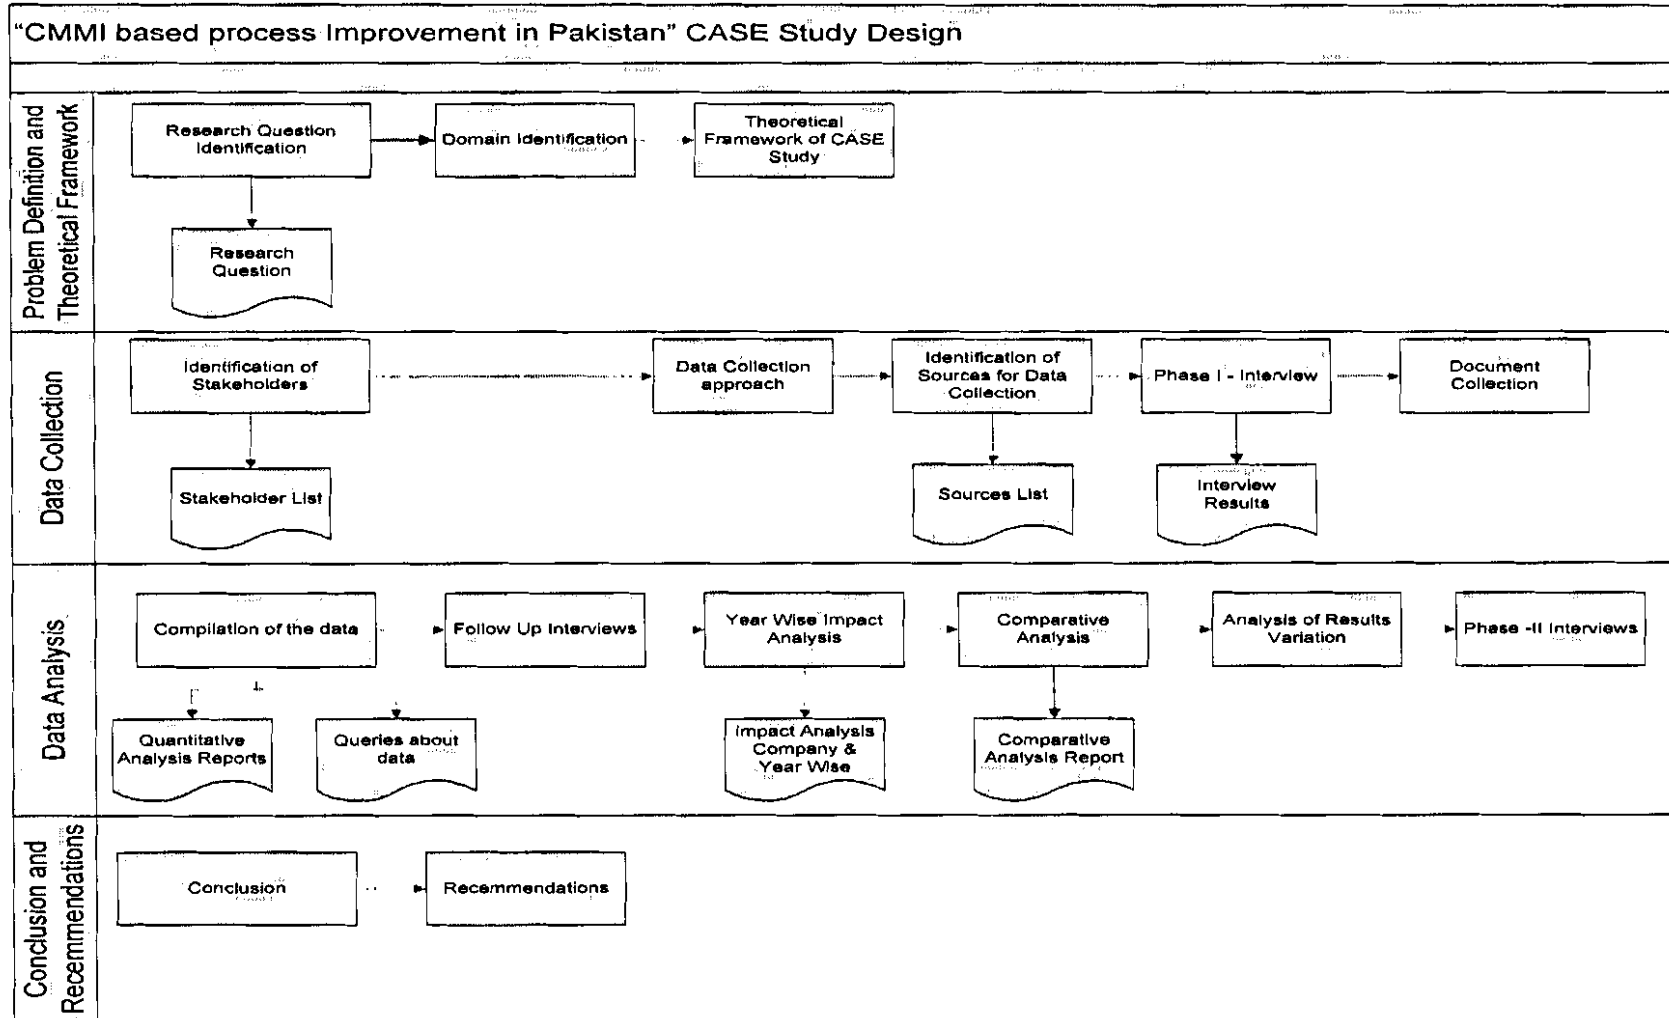 “CMMI based process Improvement in Pakistan” CASE Study Design
Problem Definition and
Theoretical Framework
Research Question
Identification
Domain Identification
Theoretical
Framework of CASE
Study
Research
Question
Data Collection
Identification of
Stakeholders
Data Collection
approach
Identification of
Sources for Data
Collection
Phase I - Interview
Document
Collection
Stakeholder List
Sources List
Interview
Results
Data Analysis
Compilation of the data
Follow Up Interviews
Year Wise Impact
Analysis
Comparative
Analysis
Analysis of Results
Variation
Phase -II Interviews
Quantitative
Analysis Reports
Queries about
data
Impact Analysis
Company &
Year Wise
Comparative
Analysis Report
Conclusion and
Recommendations
Conclusion
Recommendations